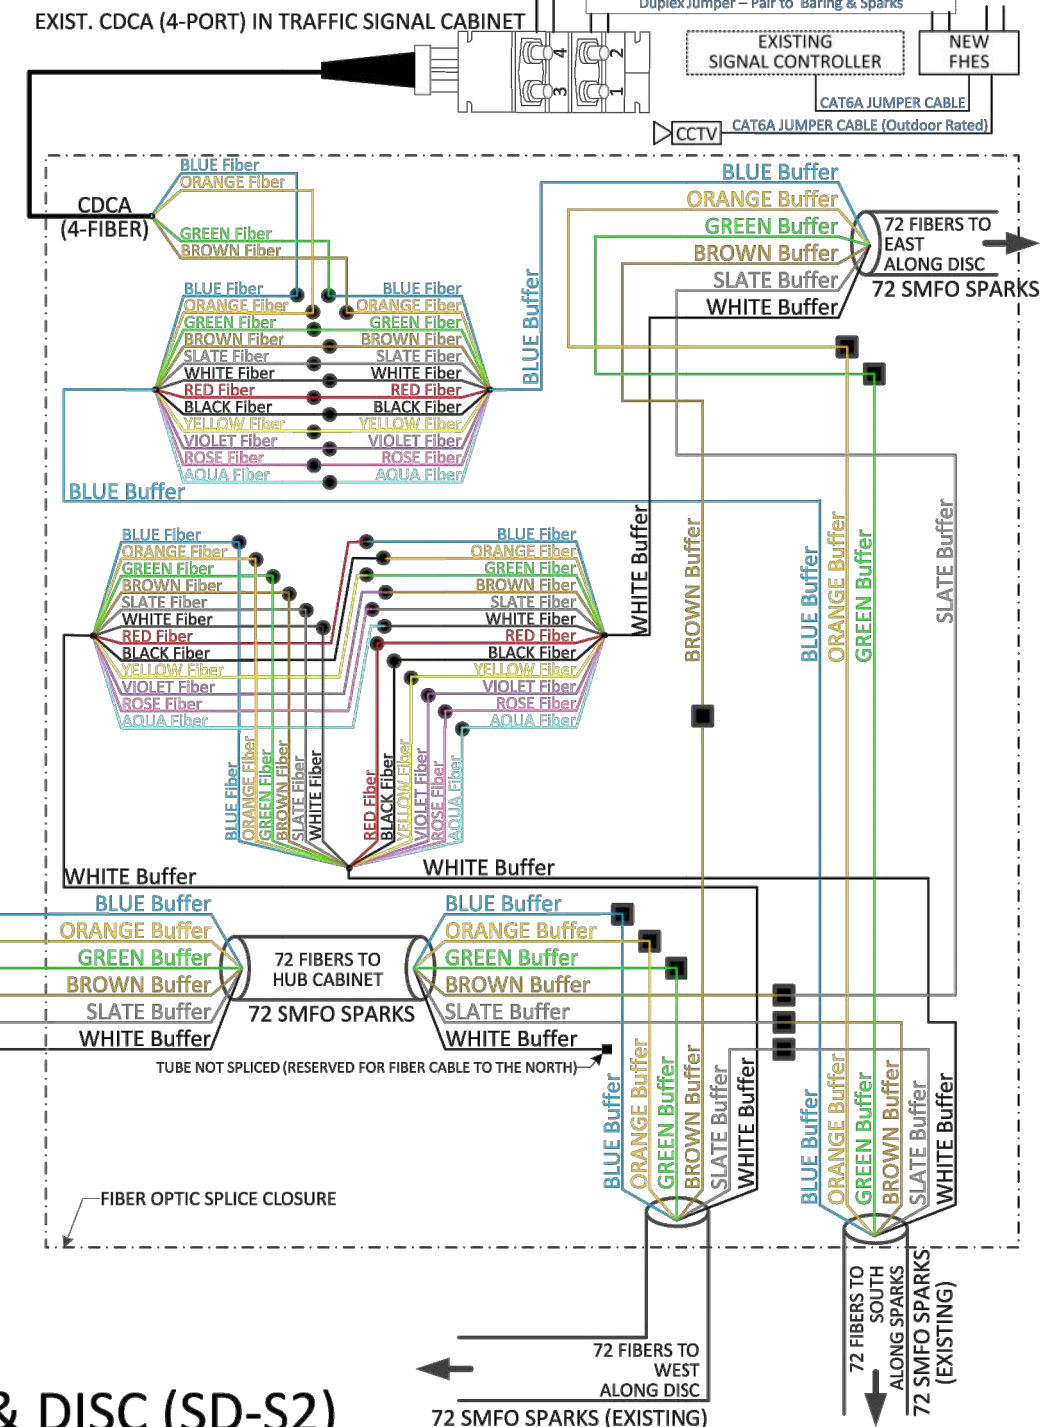 Duplex Jumper – Pair to Baring & Sparks
EXIST. CDCA (4-PORT) IN TRAFFIC SIGNAL CABINET
4
2
3
1
EXISTING
SIGNAL CONTROLLER
NEW
FHES
CAT6A JUMPER CABLE
CCTV
CAT6A JUMPER CABLE (Outdoor Rated)
CDCA
(4-FIBER)
BLUE Fiber
ORANGE Fiber
GREEN Fiber
BROWN Fiber
BLUE Buffer
ORANGE Buffer
GREEN Buffer
BROWN Buffer
SLATE Buffer
WHITE Buffer
72 FIBERS TO
EAST
ALONG DISC
72 SMFO SPARKS
BLUE Fiber
BLUE Fiber
ORANGE Fiber
ORANGE Fiber
GREEN Fiber
GREEN Fiber
BROWN Fiber
BROWN Fiber
SLATE Fiber
SLATE Fiber
WHITE Fiber
WHITE Fiber
RED Fiber
RED Fiber
BLACK Fiber
BLACK Fiber
YELLOW Fiber
YELLOW Fiber
VIOLET Fiber
VIOLET Fiber
ROSE Fiber
ROSE Fiber
AQUA Fiber
AQUA Fiber
BLUE Buffer
BLUE Buffer
BLUE Fiber
BLUE Fiber
ORANGE Fiber
ORANGE Fiber
GREEN Fiber
GREEN Fiber
BROWN Fiber
BROWN Fiber
SLATE Fiber
SLATE Fiber
WHITE Fiber
WHITE Fiber
RED Fiber
RED Fiber
BLACK Fiber
BLACK Fiber
YELLOW Fiber
YELLOW Fiber
VIOLET Fiber
VIOLET Fiber
ROSE Fiber
ROSE Fiber
AQUA Fiber
AQUA Fiber
WHITE Buffer
BROWN Buffer
BLUE Buffer
ORANGE Buffer
GREEN Buffer
SLATE Buffer
BLUE Fiber
ORANGE Fiber
GREEN Fiber
BROWN Fiber
SLATE Fiber
WHITE Fiber
RED Fiber
BLACK Fiber
YELLOW Fiber
VIOLET Fiber
ROSE Fiber
AQUA Fiber
WHITE Buffer
WHITE Buffer
BLUE Buffer
ORANGE Buffer
GREEN Buffer
BROWN Buffer
SLATE Buffer
WHITE Buffer
72 FIBERS TO
HUB CABINET
72 SMFO SPARKS
BLUE Buffer
ORANGE Buffer
GREEN Buffer
BROWN Buffer
SLATE Buffer
WHITE Buffer
TUBE NOT SPLICED (RESERVED FOR FIBER CABLE TO THE NORTH)
BLUE Buffer
ORANGE Buffer
GREEN Buffer
BROWN Buffer
SLATE Buffer
WHITE Buffer
BLUE Buffer
ORANGE Buffer
GREEN Buffer
BROWN Buffer
SLATE Buffer
WHITE Buffer
FIBER OPTIC SPLICE CLOSURE
72 FIBERS TO
WEST
ALONG DISC
72 SMFO SPARKS (EXISTING)
72 FIBERS TO
SOUTH
ALONG SPARKS
72 SMFO SPARKS
(EXISTING)
& DISC (SD-S2)